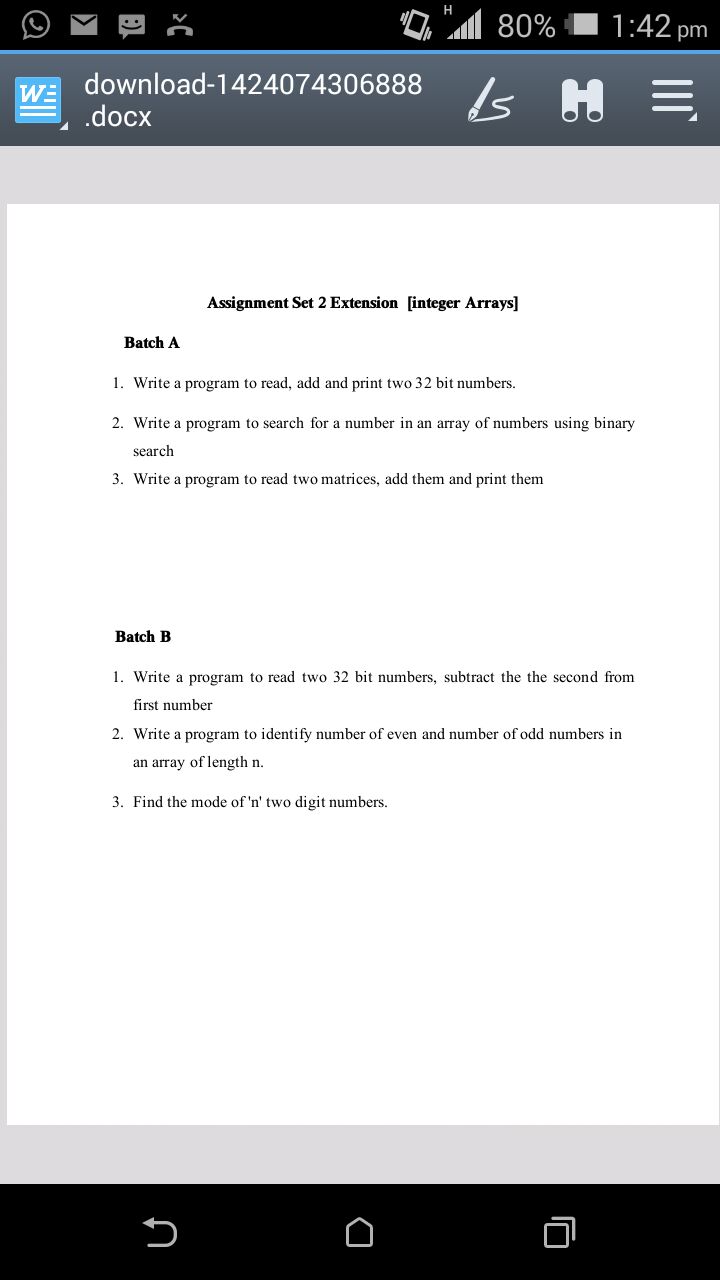 H 80% 1:42 pm
W
download-1424074306888
.docx
Assignment Set 2 Extension [integer Arrays]
Batch A
1. Write a program to read, add and print two 32 bit numbers.
2. Write a program to search for a number in an array of numbers using binary
search
3. Write a program to read two matrices, add them and print them
Batch B
1. Write a program to read two 32 bit numbers, subtract the the second from
first number
2. Write a program to identify number of even and number of odd numbers in
an array of length n.
3. Find the mode of 'n' two digit numbers.